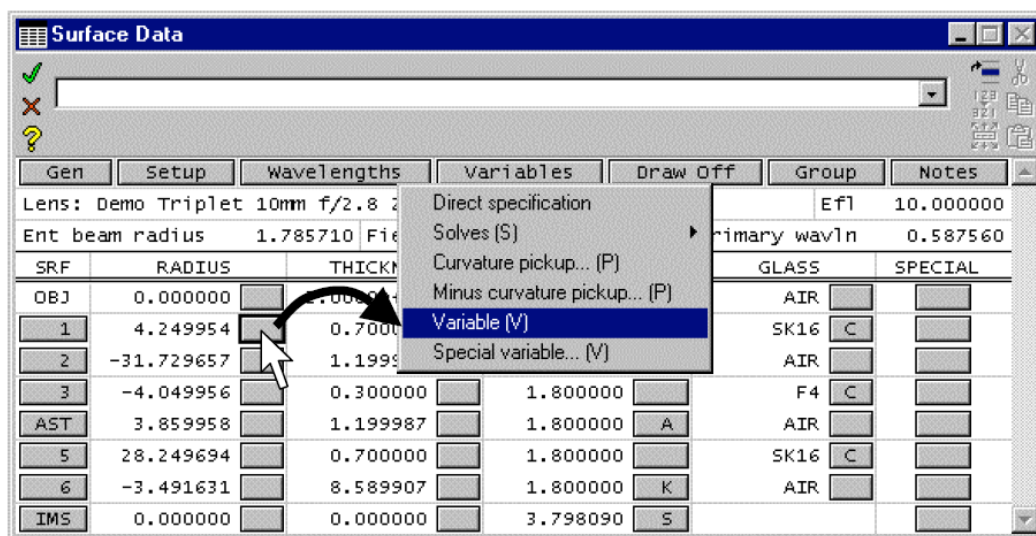 Surface Data
Gen Setup Wavelengths Variables Draw Off Group Notes
Lens: Demo Triplet 10mm f/2.8 Efl 10.000000
Ent beam radius 1.785710 wavln 0.587560
Direct specification
Solves (S)
Curvature pickup... (P)
Minus curvature pickup... (P)
Variable (V)
Special variable... (V)
SRF RADIUS GLASS SPECIAL
OBJ 0.000000 AIR
1 4.249954 SK16 C
2 -31.729657 AIR
3 -4.049956 0.300000 1.800000 F4 C
AST 3.859958 1.199987 1.800000 A AIR
5 28.249694 0.700000 1.800000 SK16 C
6 -3.491631 8.589907 1.800000 K AIR
IMS 0.000000 0.000000 3.798090 S